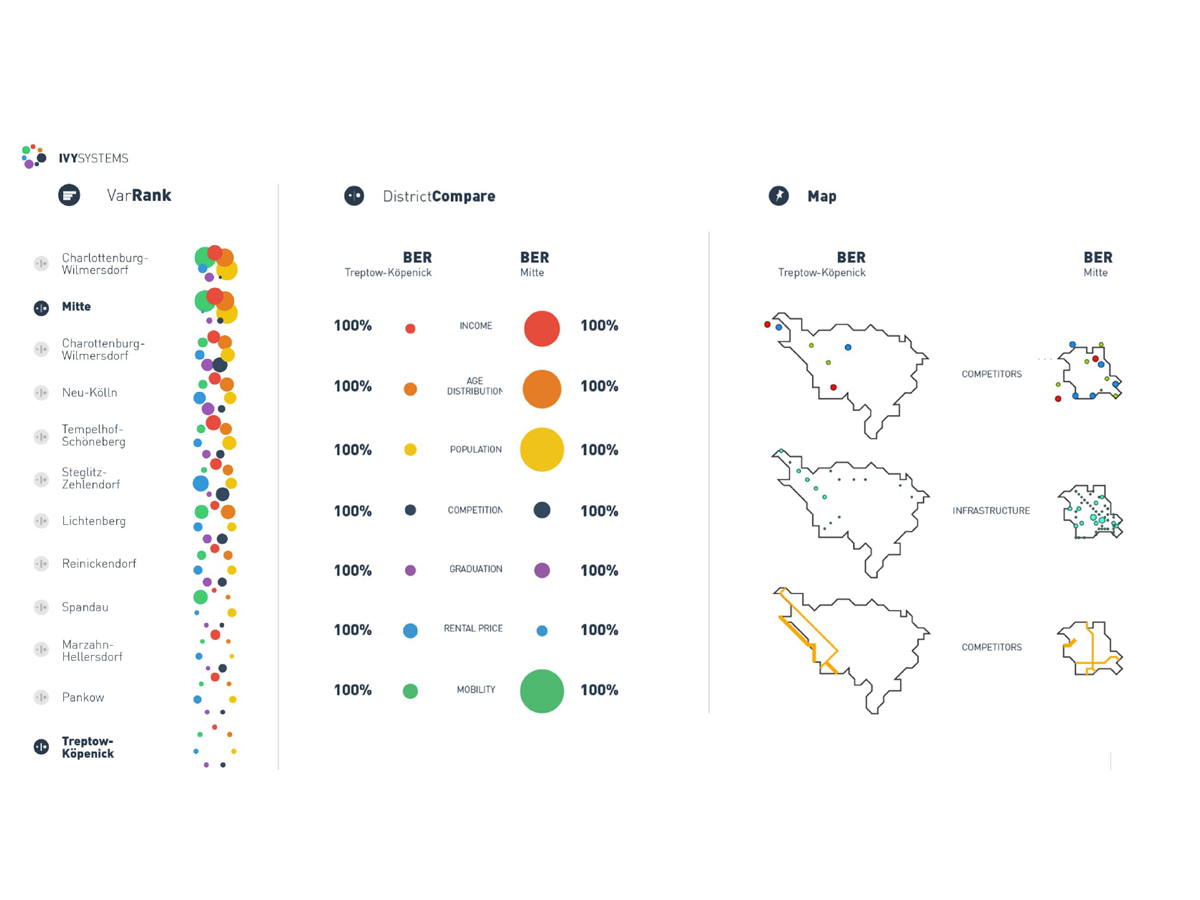 IVYSYSTEMS
VarRank
Charlottenburg-
Wilmersdorf
Mitte
Charottenburg-
Wilmersdorf
Neu-Kölln
Tempelhof-
Schöneberg
Steglitz-
Zehlendorf
Lichtenberg
Reinickendorf
Spandau
Marzahn-
Hellersdorf
Pankow
Treptow-
Köpenick
DistrictCompare
BER
Treptow-Köpenick
BER
Mitte
100% INCOME 100%
100% AGE
DISTRIBUTION 100%
100% POPULATION 100%
100% COMPETITION 100%
100% GRADUATION 100%
100% RENTAL PRICE 100%
100% MOBILITY 100%
Map
BER
Treptow-Köpenick
BER
Mitte
COMPETITORS
INFRASTRUCTURE
COMPETITORS